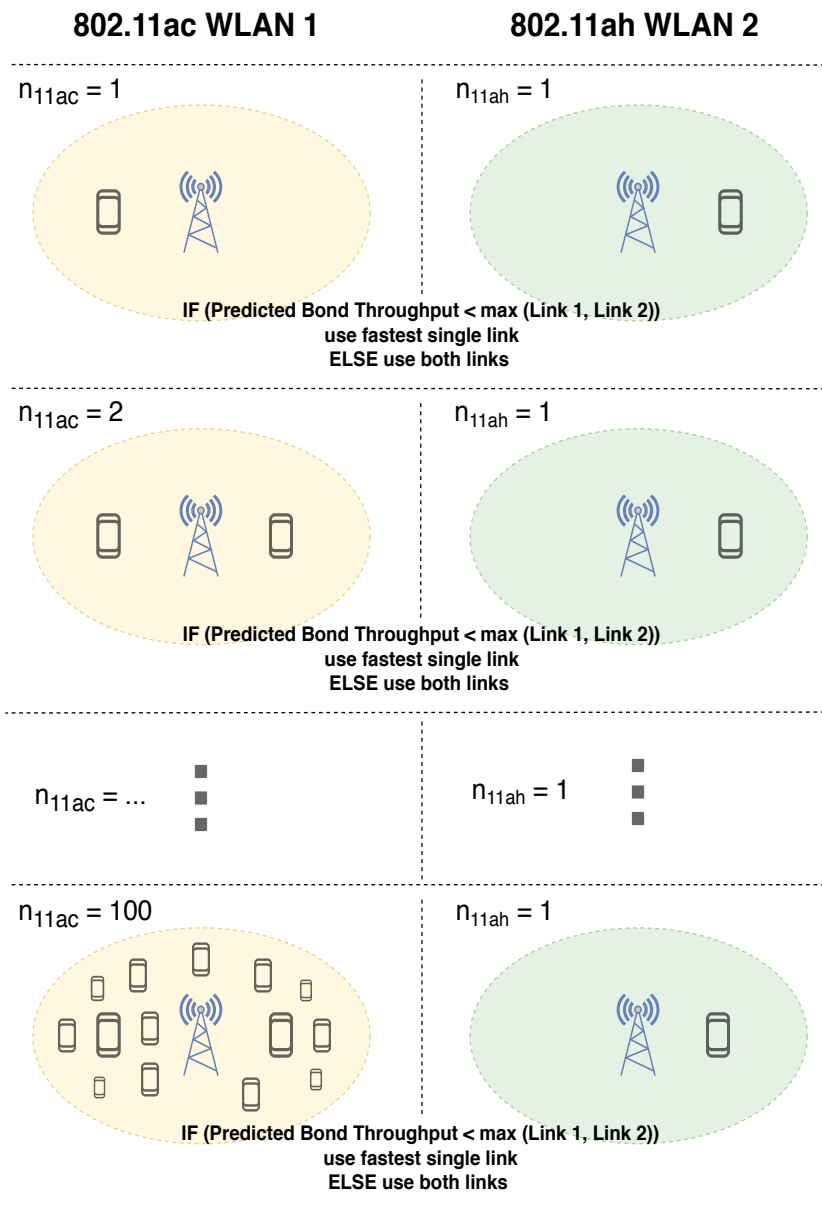 802.11ac WLAN 1
802.11ah WLAN 2
n11ac = 1
n11ah = 1
IF (Predicted Bond Throughput < max (Link 1, Link 2))
use fastest single link
ELSE use both links
n11ac = 2
n11ah = 1
IF (Predicted Bond Throughput < max (Link 1, Link 2))
use fastest single link
ELSE use both links
n11ac = ...
n11ah = 1
n11ac = 100
n11ah = 1
IF (Predicted Bond Throughput < max (Link 1, Link 2))
use fastest single link
ELSE use both links